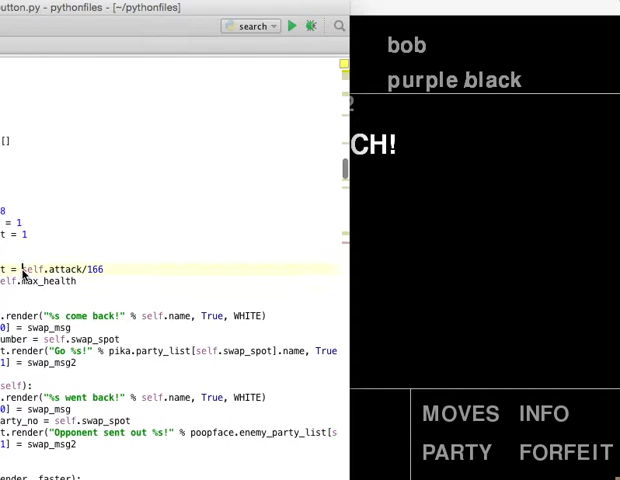 utton.py - pythonfiles - [~/pythonfiles]
search
[]
8
= 1
t = 1
t = self.attack/166
elf.max_health
.render("%s come back!" % self.name, True, WHITE)
0] = swap_msg
umber = self.swap_spot
t.render("Go %s!" % pika.party_list[self.swap_spot].name, True
1] = swap_msg2
self):
.render("%s went back!" % self.name, True, WHITE)
0] = swap_msg
arty_no = self.swap_spot
t.render("Opponent sent out %s!" % poopface.enemy_party_list[s
1] = swap_msg2
ender, faster):
bob
purple black
2
CH!
MOVES INFO
PARTY FORFEIT